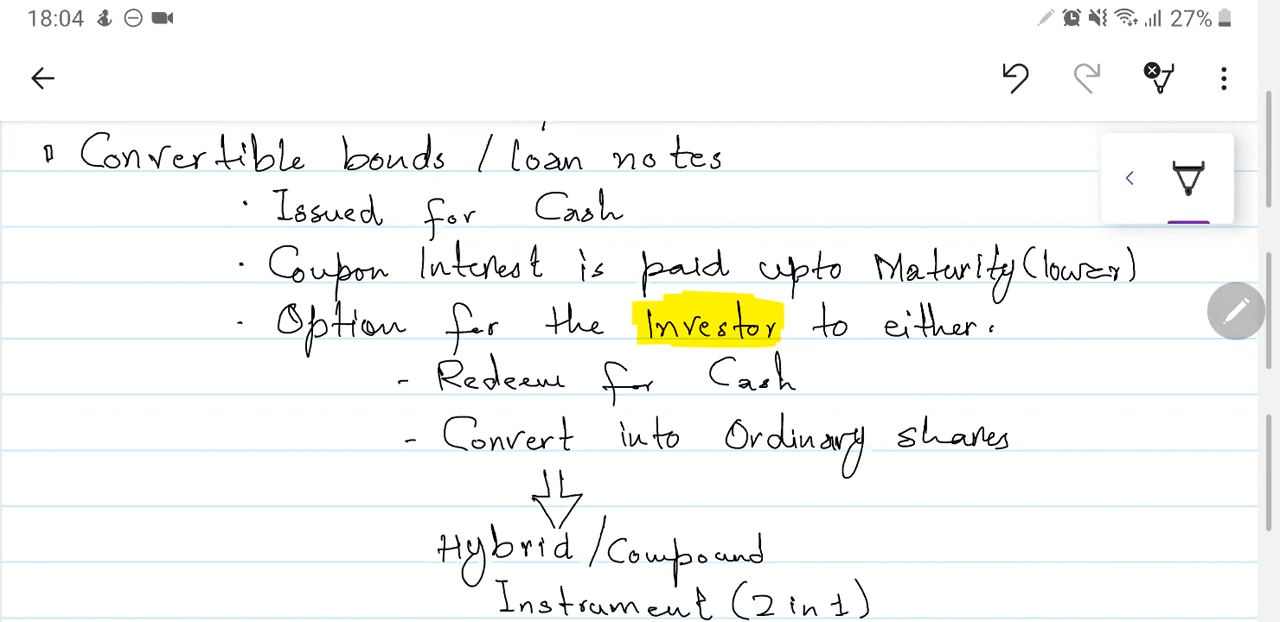 18:04 27%
Convertible bonds / loan notes
· Issued for Cash
· Coupon Interest is paid upto Maturity (lower)
· Option for the Investor to either.
- Redeem for Cash
- Convert into Ordinary shares
Hybrid / Compound
Instrument (2 in 1)